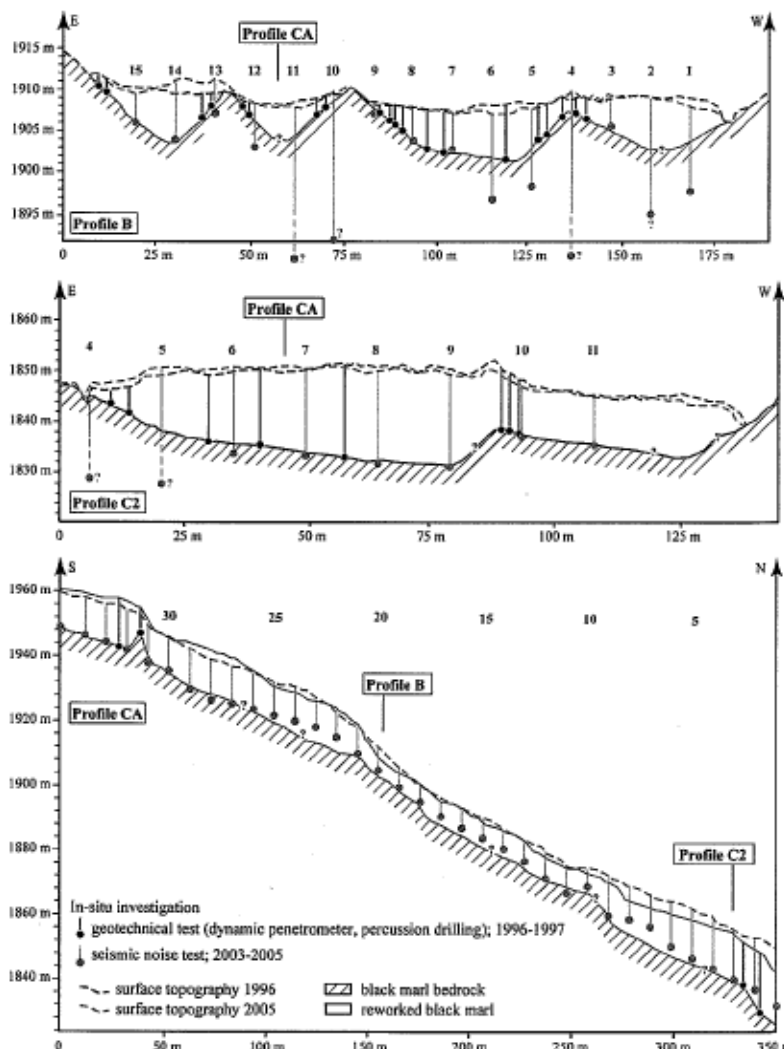 E
Profile CA
W
1915 m
1910 m
1905 m
1900 m
1895 m
15 14 13 12 11 10 9 8 7 6 5 4 3 2 1
?
?
?
?
Profile B
0 25 m 50 m 75 m 100 m 125 m 150 m 175 m
E
Profile CA
W
1860 m
1850 m
1840 m
1830 m
4 5 6 7 8 9 10 11
?
?
?
?
Profile C2
25 m 50 m 75 m 100 m 125 m
S
N
1960 m
1940 m
1920 m
1900 m
1880 m
1860 m
1840 m
30 25 20 15 10 5
Profile B
Profile CA
?
?
?
Profile C2
In-situ investigation
geotechnical test (dynamic penetrometer, percussion drilling); 1996-1997
seismic noise test; 2003-2005
surface topography 1996
black marl bedrock
surface topography 2005
reworked black marl
0 50 m 100 m 150 m 200 m 250 m 300 m 350 m